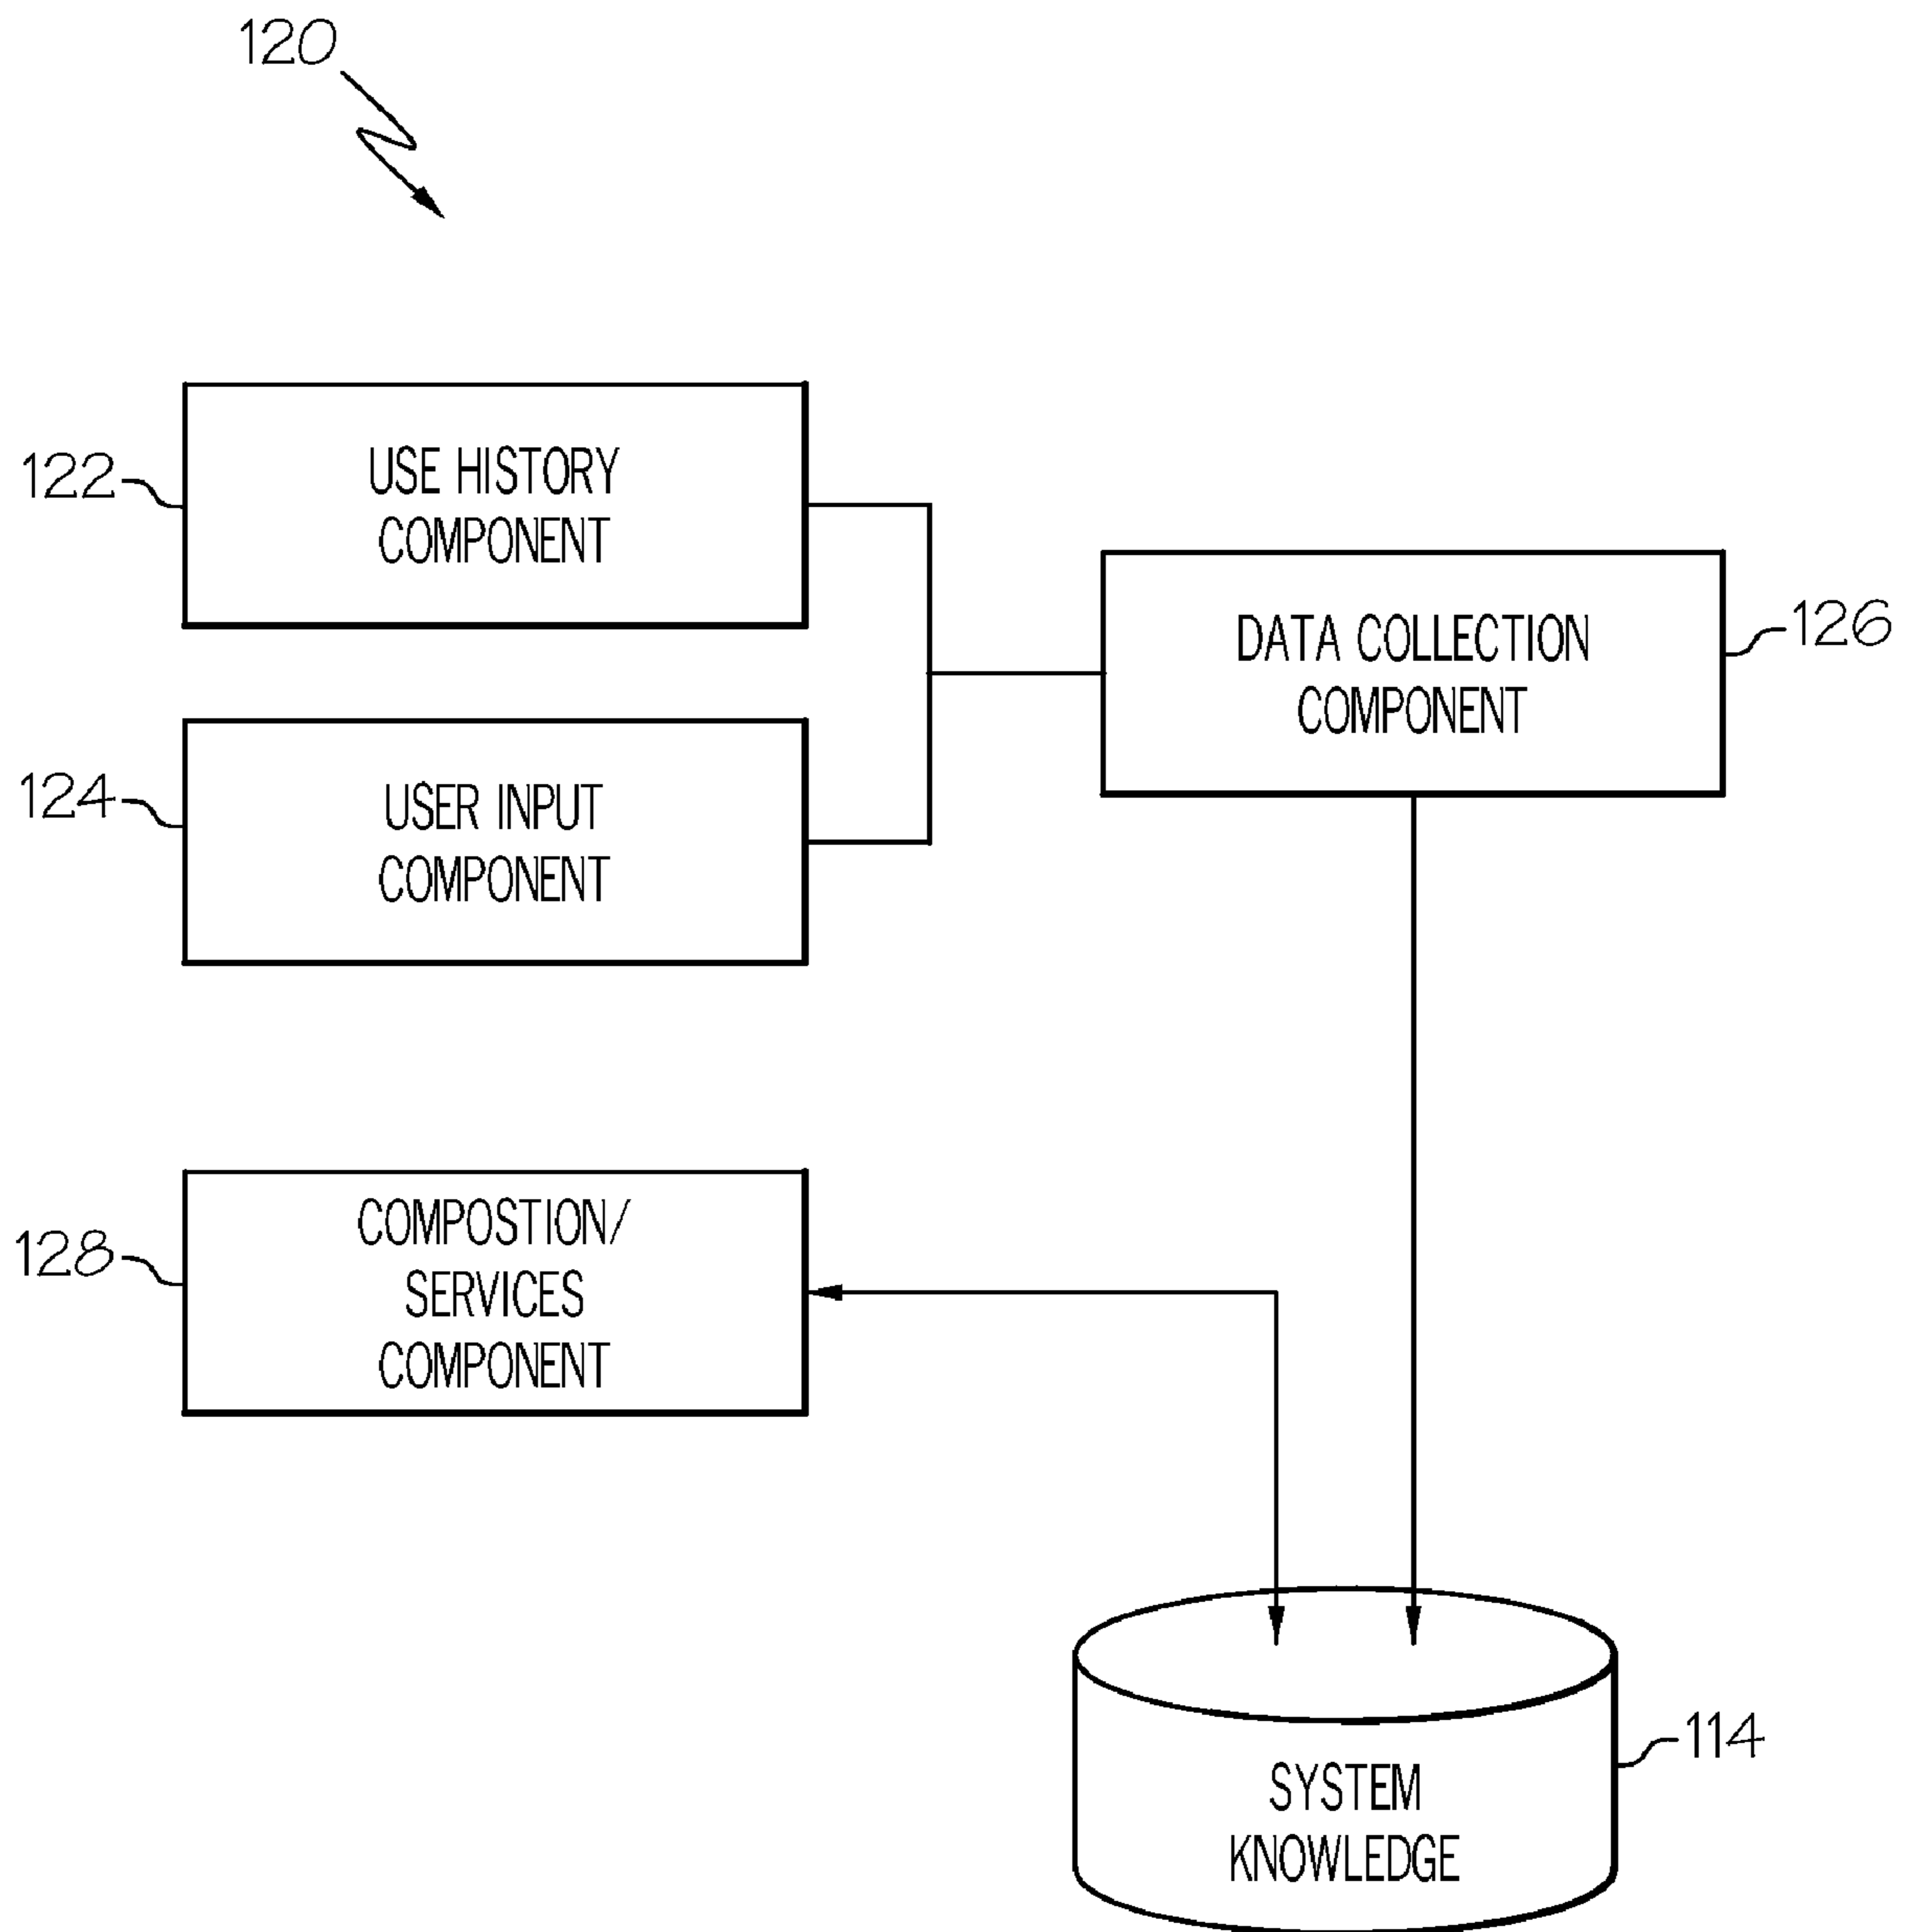 120
122
USE HISTORY
COMPONENT
124
USER INPUT
COMPONENT
DATA COLLECTION
COMPONENT
126
128
COMPOSTION/
SERVICES
COMPONENT
SYSTEM
KNOWLEDGE
114